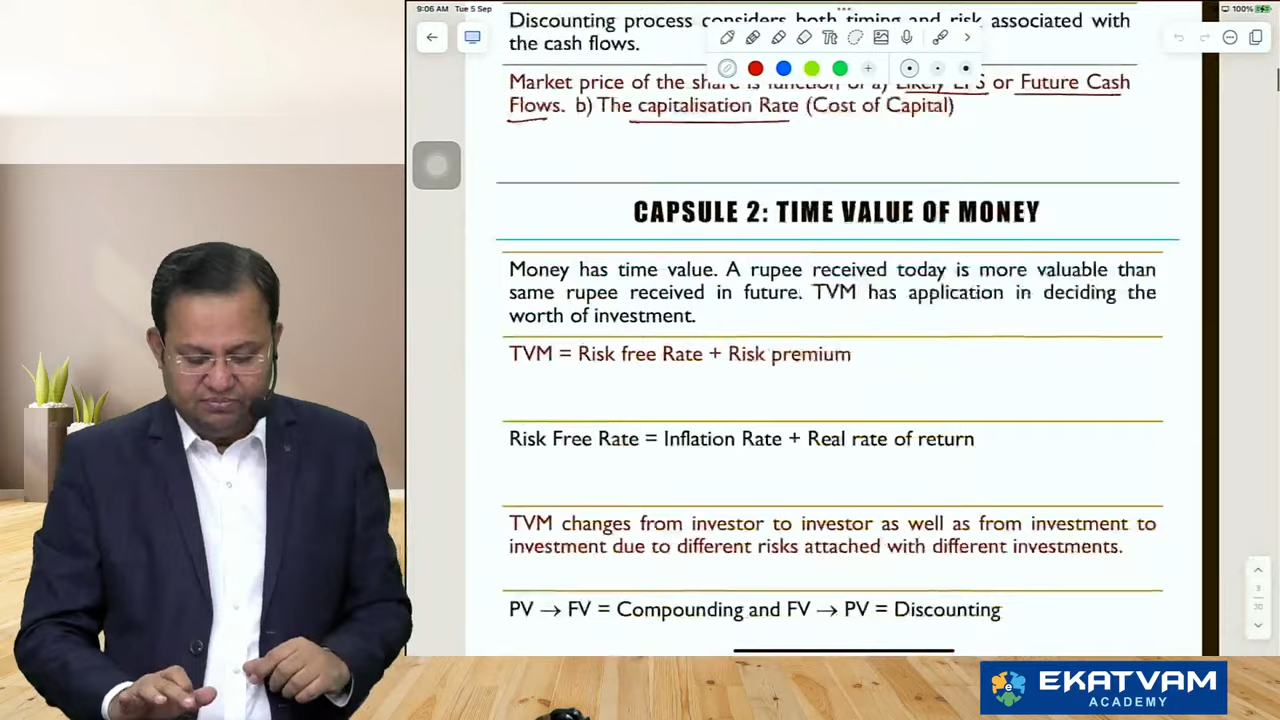 9:06 AM Tue 5 Sep
100%
Discounting process considers both timing and risk associated with
the cash flows.
Market price of the share is function of a) Likely EPS or Future Cash
Flows. b) The capitalisation Rate (Cost of Capital)
CAPSULE 2: TIME VALUE OF MONEY
Money has time value. A rupee received today is more valuable than
same rupee received in future. TVM has application in deciding the
worth of investment.
TVM = Risk free Rate + Risk premium
Risk Free Rate = Inflation Rate + Real rate of return
TVM changes from investor to investor as well as from investment to
investment due to different risks attached with different investments.
PV → FV = Compounding and FV → PV = Discounting
3
30
EKATVAM
ACADEMY